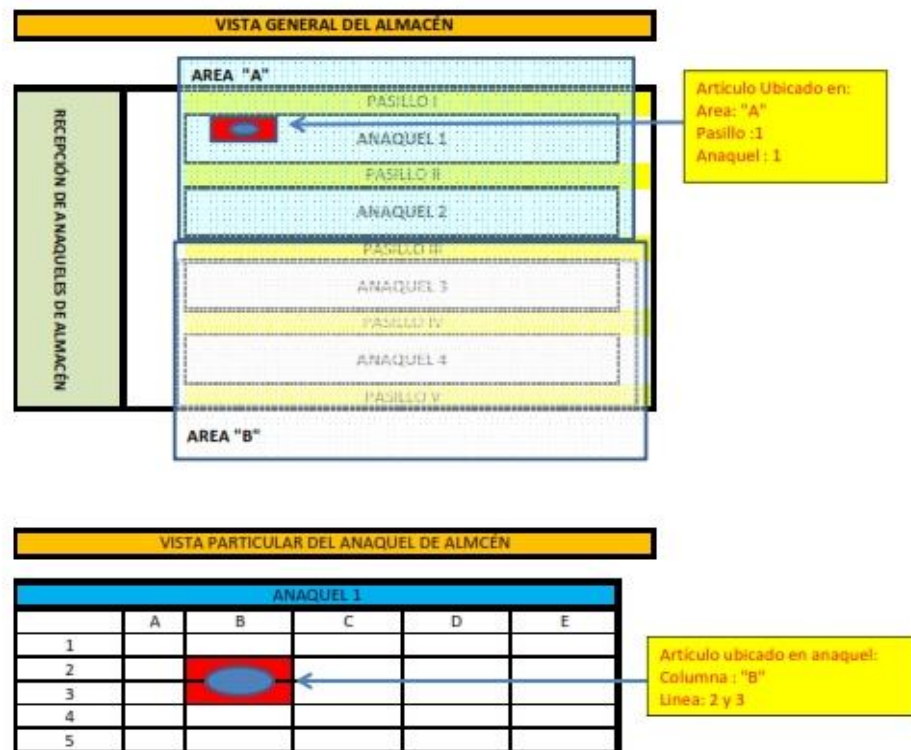 VISTA GENERAL DEL ALMACÉN
AREA "A"
PASILLO I
ANAQUEL 1
PASILLO II
ANAQUEL 2
PASILLO III
ANAQUEL 3
PASILLO IV
ANAQUEL 4
PASILLO V
AREA "B"
RECEPCIÓN DE ANAQUELES DE ALMACÉN
Artículo Ubicado en:
Area: "A"
Pasillo :1
Anaquel : 1
VISTA PARTICULAR DEL ANAQUEL DE ALMCÉN
ANAQUEL 1
A B C D E
1
2
3
4
5
Artículo ubicado en anaquel:
Columna : "B"
Linea: 2 y 3